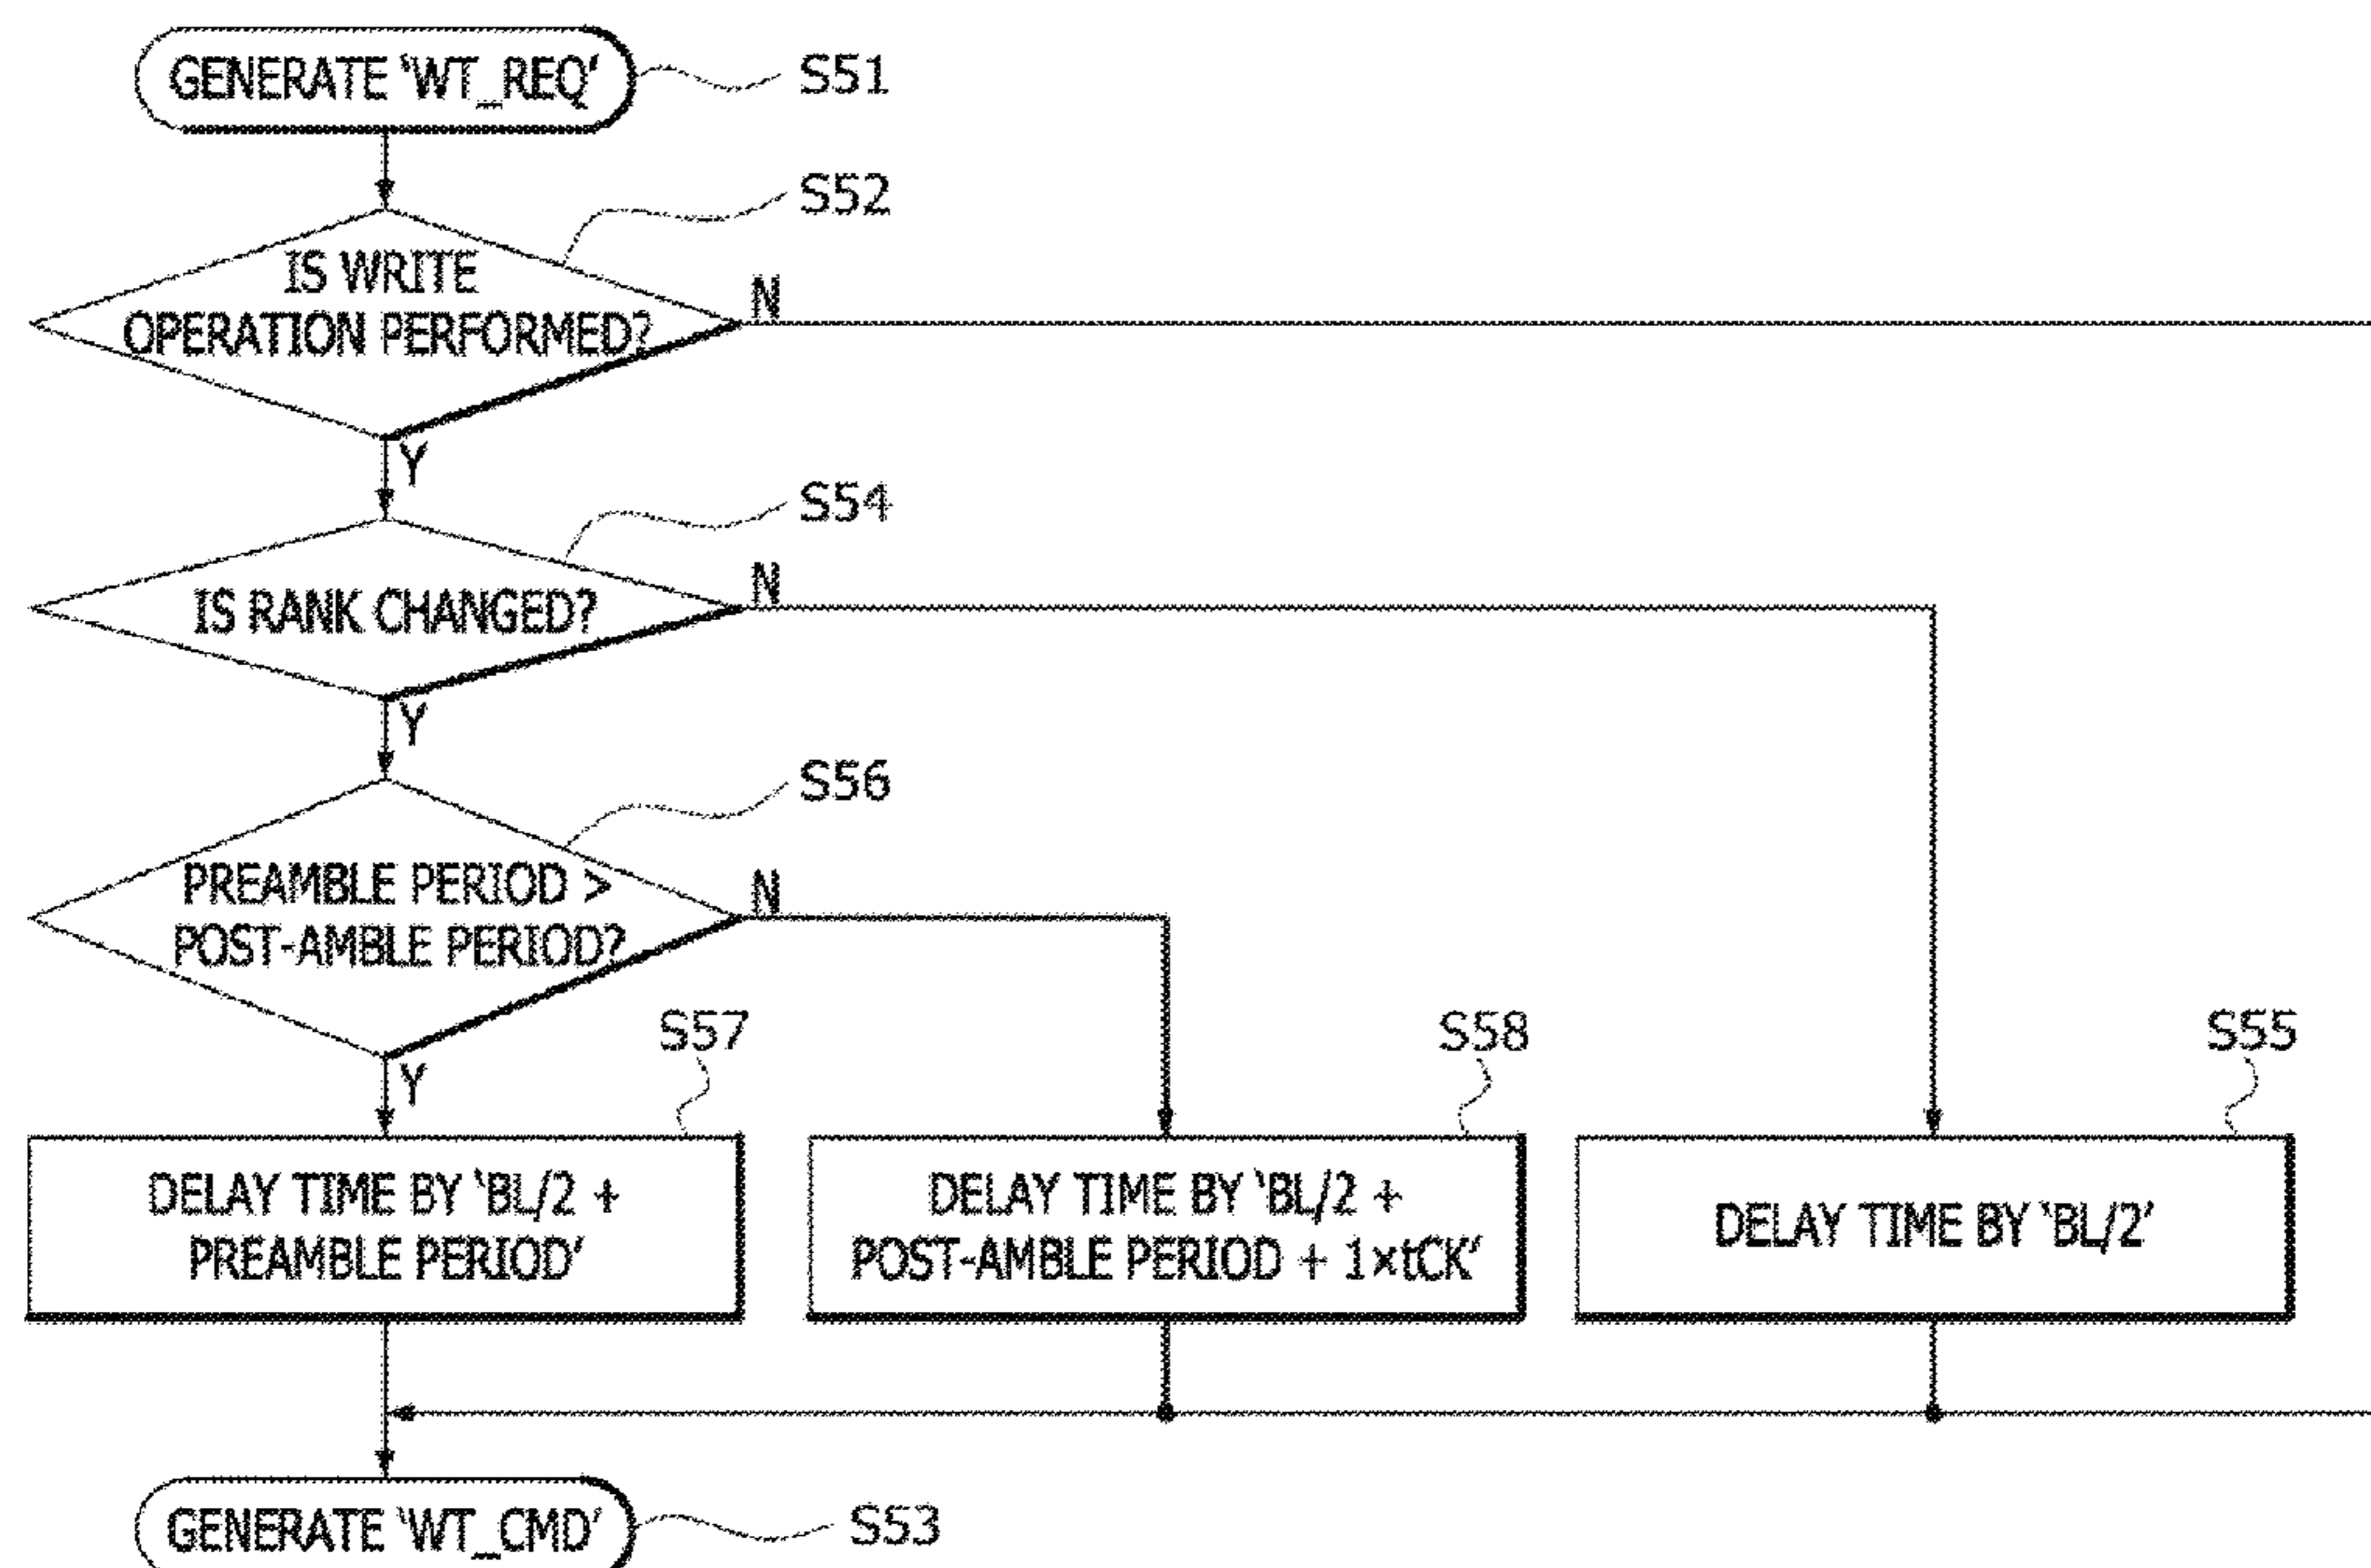 GENERATE ‘WT_REQ’
S51
S52
IS WRITE
OPERATION PERFORMED?
N
Y
S54
IS RANK CHANGED?
N
Y
S56
PREAMBLE PERIOD >
POST-AMBLE PERIOD?
N
Y
S57
S58
S55
DELAY TIME BY ‘BL/2 +
PREAMBLE PERIOD’
DELAY TIME BY ‘BL/2 +
POST-AMBLE PERIOD + 1×tCK’
DELAY TIME BY ‘BL/2’
GENERATE ‘WT_CMD’
S53